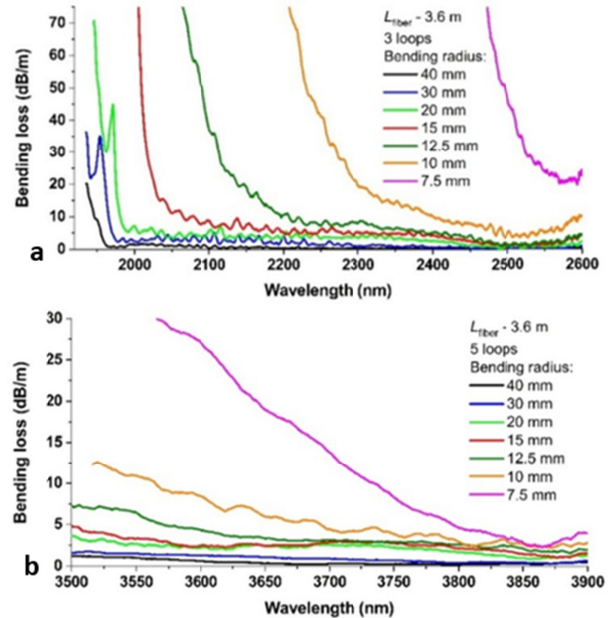 70
60
50
40
30
20
10
0
Bending loss (dB/m)
L fiber - 3.6 m
3 loops
Bending radius:
40 mm
30 mm
20 mm
15 mm
12.5 mm
10 mm
7.5 mm
a
2000 2100 2200 2300 2400 2500 2600
Wavelength (nm)
30
25
20
15
10
5
0
Bending loss (dB/m)
L fiber - 3.6 m
5 loops
Bending radius:
40 mm
30 mm
20 mm
15 mm
12.5 mm
10 mm
7.5 mm
b
3500 3550 3600 3650 3700 3750 3800 3850 3900
Wavelength (nm)